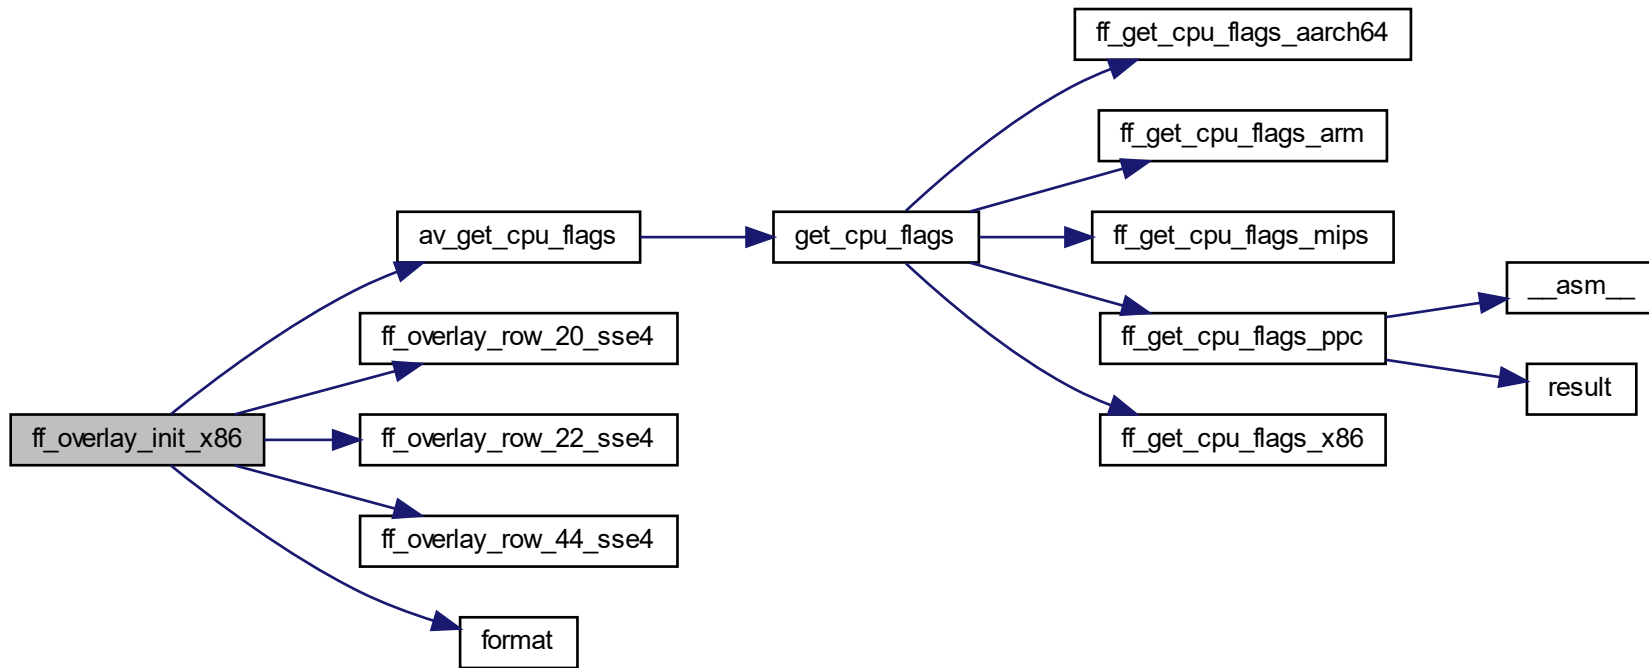 ff_get_cpu_flags_aarch64
ff_get_cpu_flags_arm
av_get_cpu_flags
get_cpu_flags
ff_get_cpu_flags_mips
__asm__
ff_overlay_row_20_sse4
ff_get_cpu_flags_ppc
result
ff_overlay_init_x86
ff_overlay_row_22_sse4
ff_get_cpu_flags_x86
ff_overlay_row_44_sse4
format